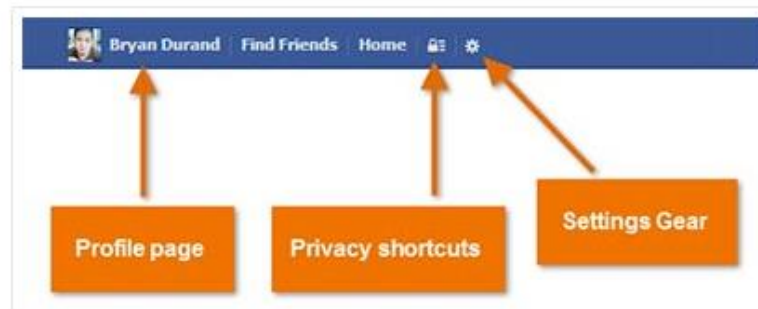 Bryan Durand Find Friends Home
Profile page
Privacy shortcuts
Settings Gear